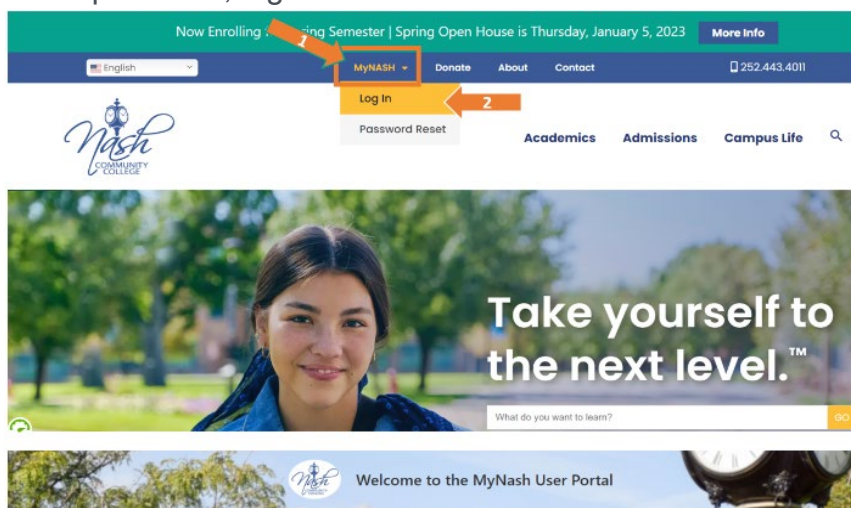 Now Enrolling Semester | Spring Open House is Thursday, January 5, 2023 More Info
1
English MyNASH Donate About Contact 252.443.4011
Log In 2
Password Reset
Nash
COMMUNITY
COLLEGE
Academics Admissions Campus Life
Take yourself to
the next level.™
What do you want to learn? GO
Nash Welcome to the MyNash User Portal